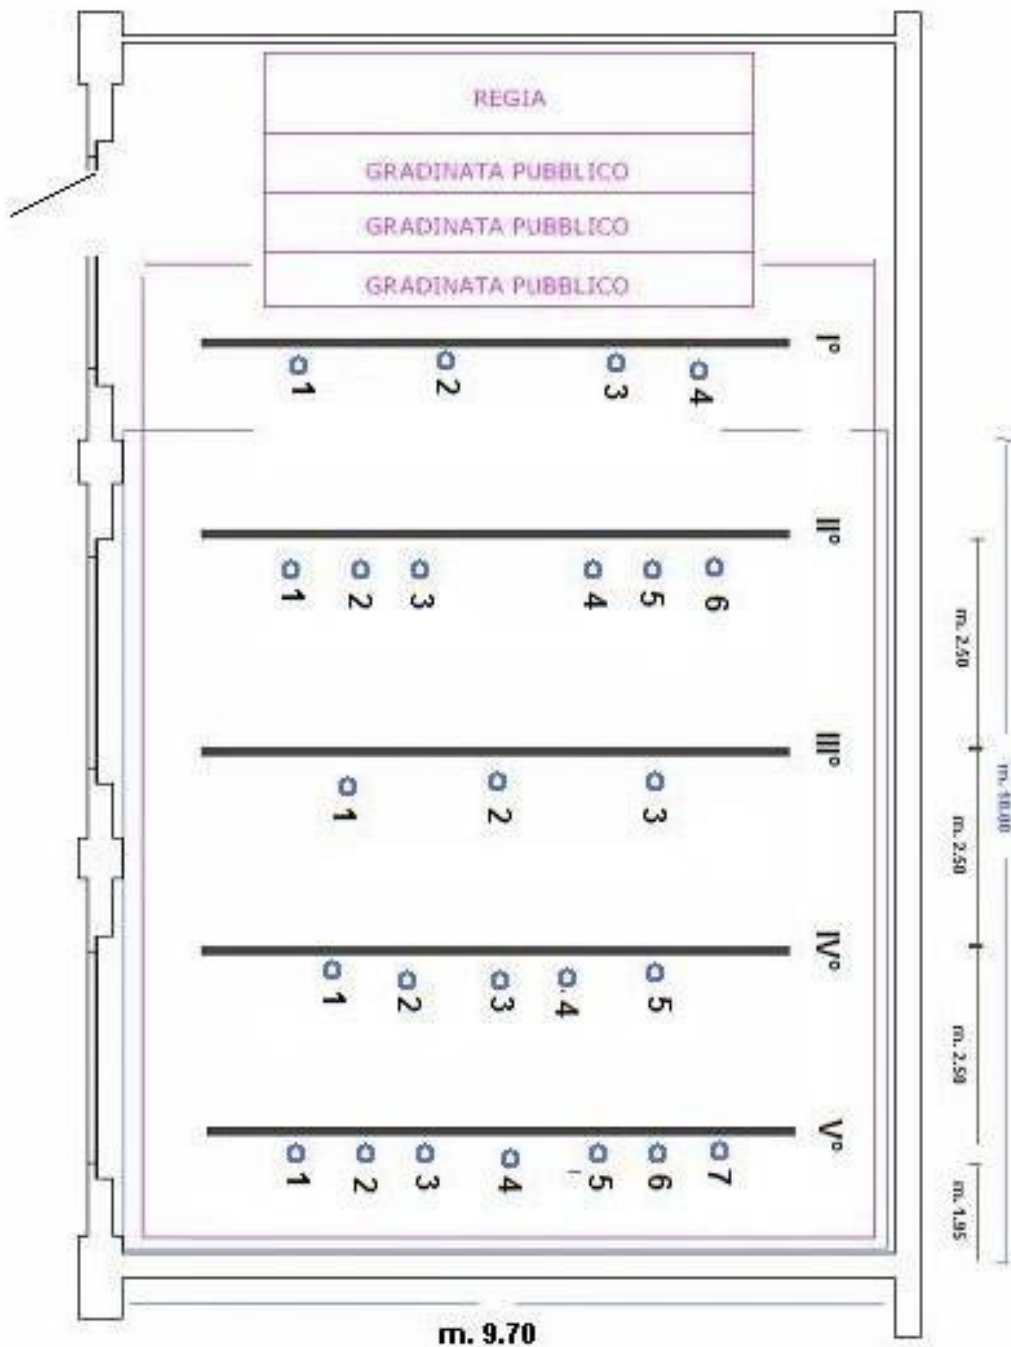 REGIA
GRADINATA PUBBLICO
GRADINATA PUBBLICO
GRADINATA PUBBLICO
I°
1 2 3 4
II°
1 2 3 4 5 6
m. 2.50
III°
1 2 3
m. 10.00
m. 2.50
IV°
1 2 3 4 5
m. 2.50
V°
1 2 3 4 5 6 7
m. 1.95
m. 9.70